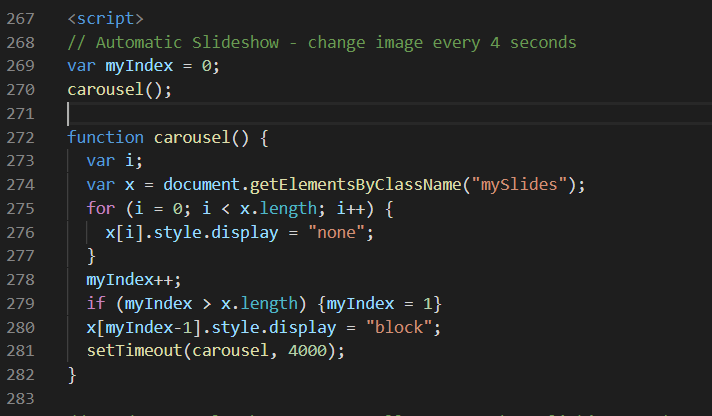 267 <script>
268 // Automatic Slideshow - change image every 4 seconds
269 var myIndex = 0;
270 carousel();
271
272 function carousel() {
273 var i;
274 var x = document.getElementsByClassName("mySlides");
275 for (i = 0; i < x.length; i++) {
276 x[i].style.display = "none";
277 }
278 myIndex++;
279 if (myIndex > x.length) {myIndex = 1}
280 x[myIndex-1].style.display = "block";
281 setTimeout(carousel, 4000);
282 }
283